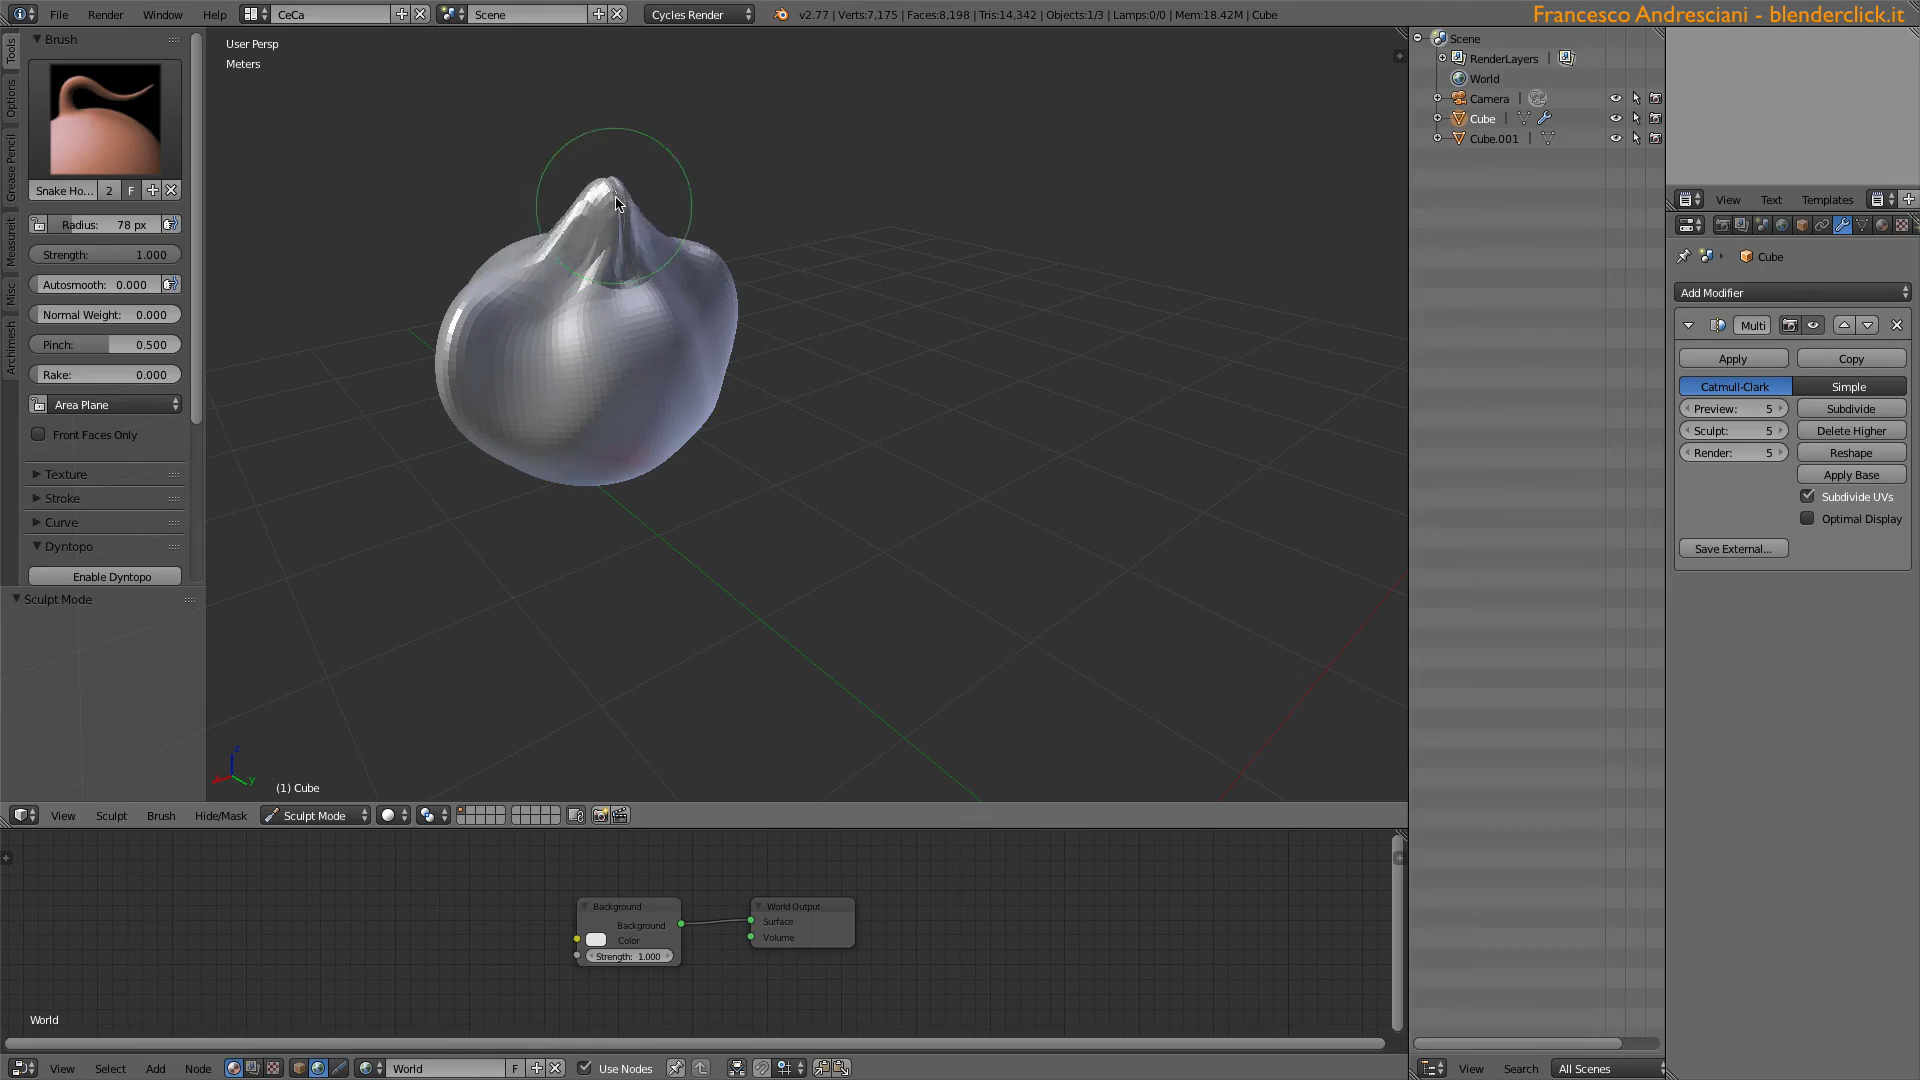 File Render Window Help CeCa Scene Cycles Render v2.77 | Verts:7,175 | Faces:8,198 | Tris:14,342 | Objects:1/3 | Lamps:0/0 | Mem:18.42M | Cube
Francesco Andresciani - blenderclick.it
Tools
Options
Grease Pencil
Measureit
Misc
Archimesh
Brush
Snake Ho... 2 F
Radius: 78 px
Strength: 1.000
Autosmooth: 0.000
Normal Weight: 0.000
Pinch: 0.500
Rake: 0.000
Area Plane
Front Faces Only
Texture
Stroke
Curve
Dyntopo
Enable Dyntopo
Sculpt Mode
User Persp
Meters
z
y
(1) Cube
View Sculpt Brush Hide/Mask Sculpt Mode
Background
Background
Color
Strength: 1.000
World Output
Surface
Volume
World
View Select Add Node World F Use Nodes
Scene
RenderLayers |
World
Camera |
Cube |
Cube.001 |
View Search All Scenes
View Text Templates
Cube
Add Modifier
Multi
Apply Copy
Catmull-Clark Simple
Preview: 5 Subdivide
Sculpt: 5 Delete Higher
Render: 5 Reshape
Apply Base
Subdivide UVs
Optimal Display
Save External...